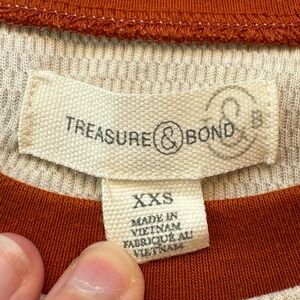 TREASURE & BOND
XXS
MADE IN
VIETNAM
FABRIQUÉ AU
VIETNAM